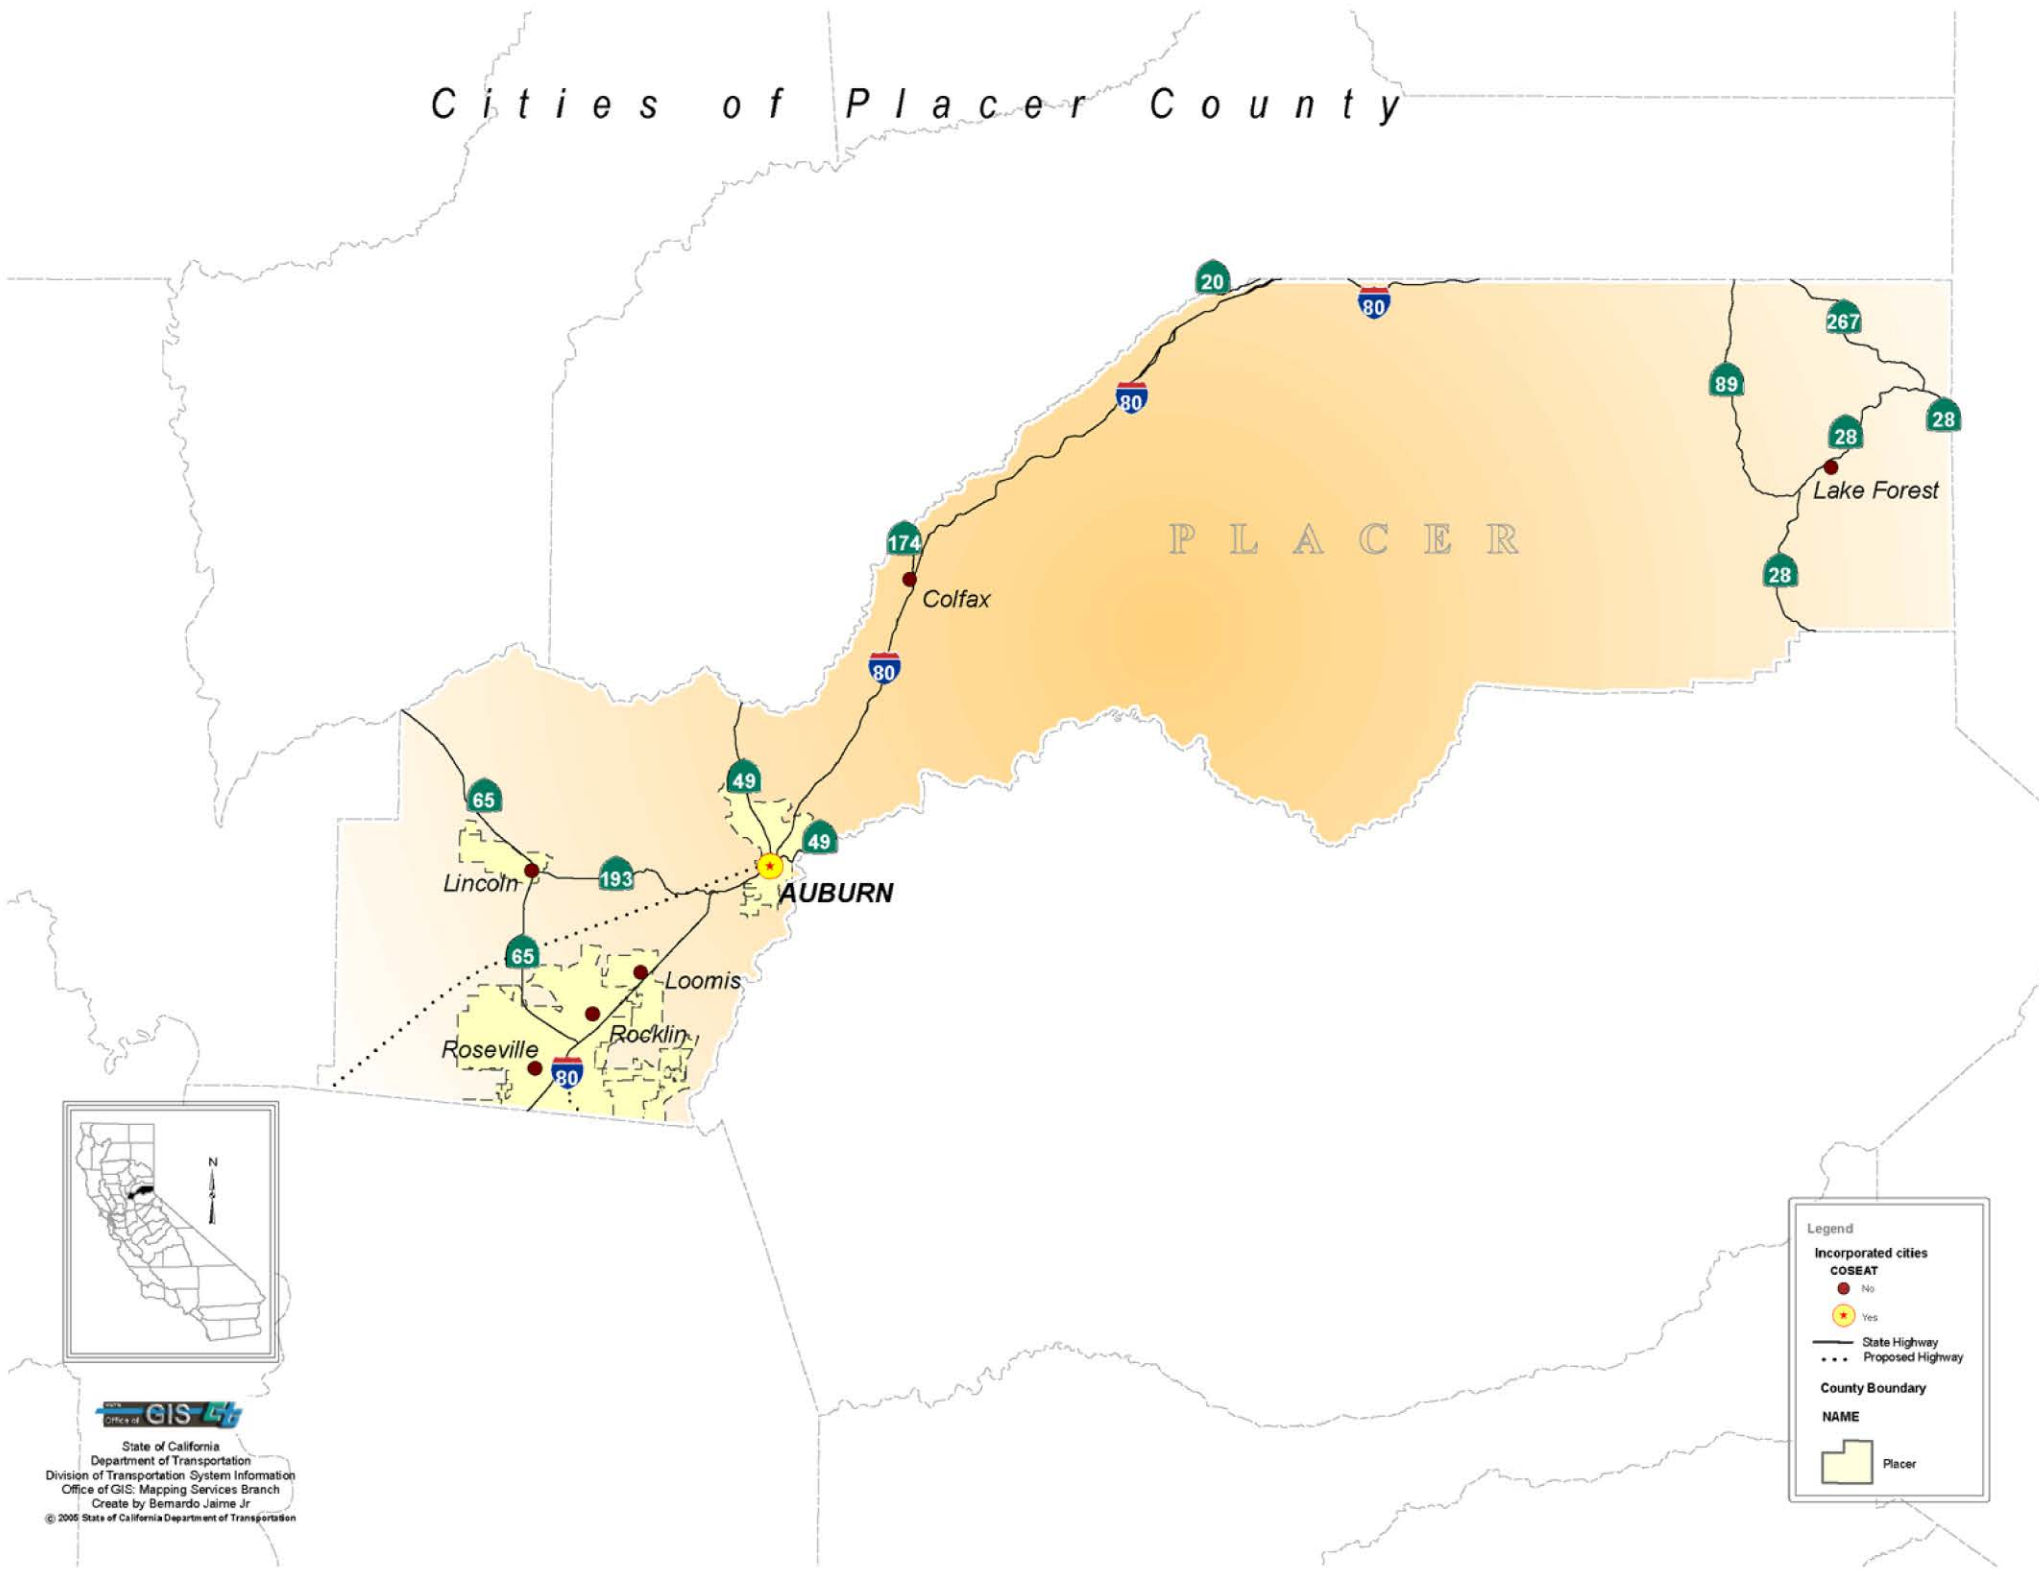 Cities of Placer County
20
80
267
89
80
28
28
Lake Forest
174
PLACER
Colfax
28
80
49
65
49
Lincoln
193
AUBURN
65
Loomis
Rocklin
Roseville
80
N
Legend
Incorporated cities
COSEAT
No
Yes
State Highway
Proposed Highway
County Boundary
NAME
Placer
Office of GIS
State of California
Department of Transportation
Division of Transportation System Information
Office of GIS: Mapping Services Branch
Create by Bernardo Jaime Jr
© 2005 State of California Department of Transportation